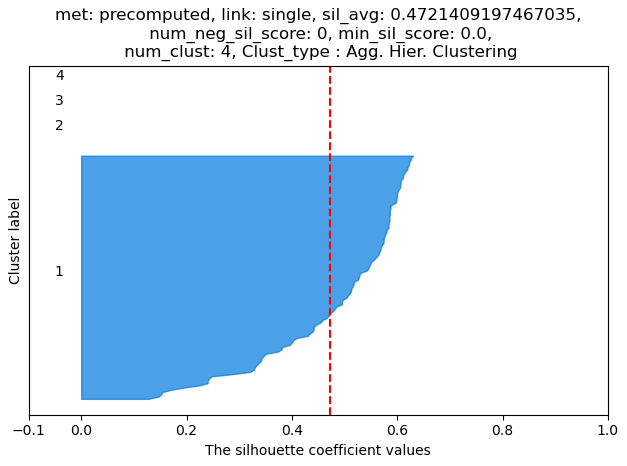 met: precomputed, link: single, sil_avg: 0.4721409197467035,
num_neg_sil_score: 0, min_sil_score: 0.0,
num_clust: 4, Clust_type : Agg. Hier. Clustering
4
3
2
1
Cluster label
−0.1 0.0 0.2 0.4 0.6 0.8 1.0
The silhouette coefficient values